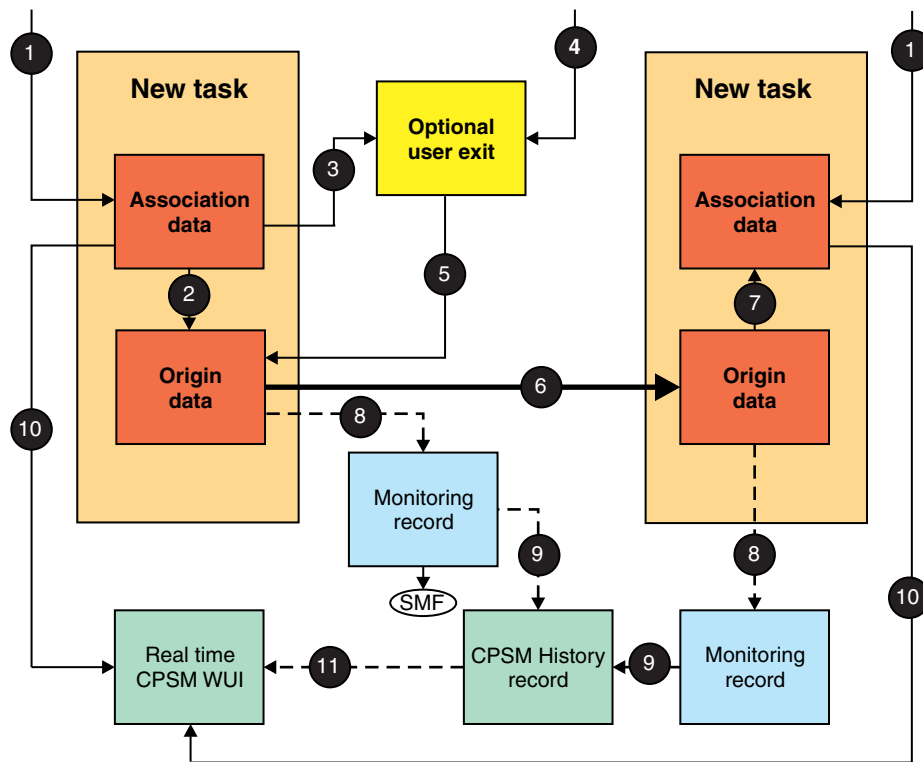 1
4
1
New task
New task
Optional
user exit
3
Association
data
Association
data
5
2
7
Origin
data
6
Origin
data
8
10
Monitoring
record
9
8
SMF
10
Real time
CPSM WUI
11
CPSM History
record
9
Monitoring
record